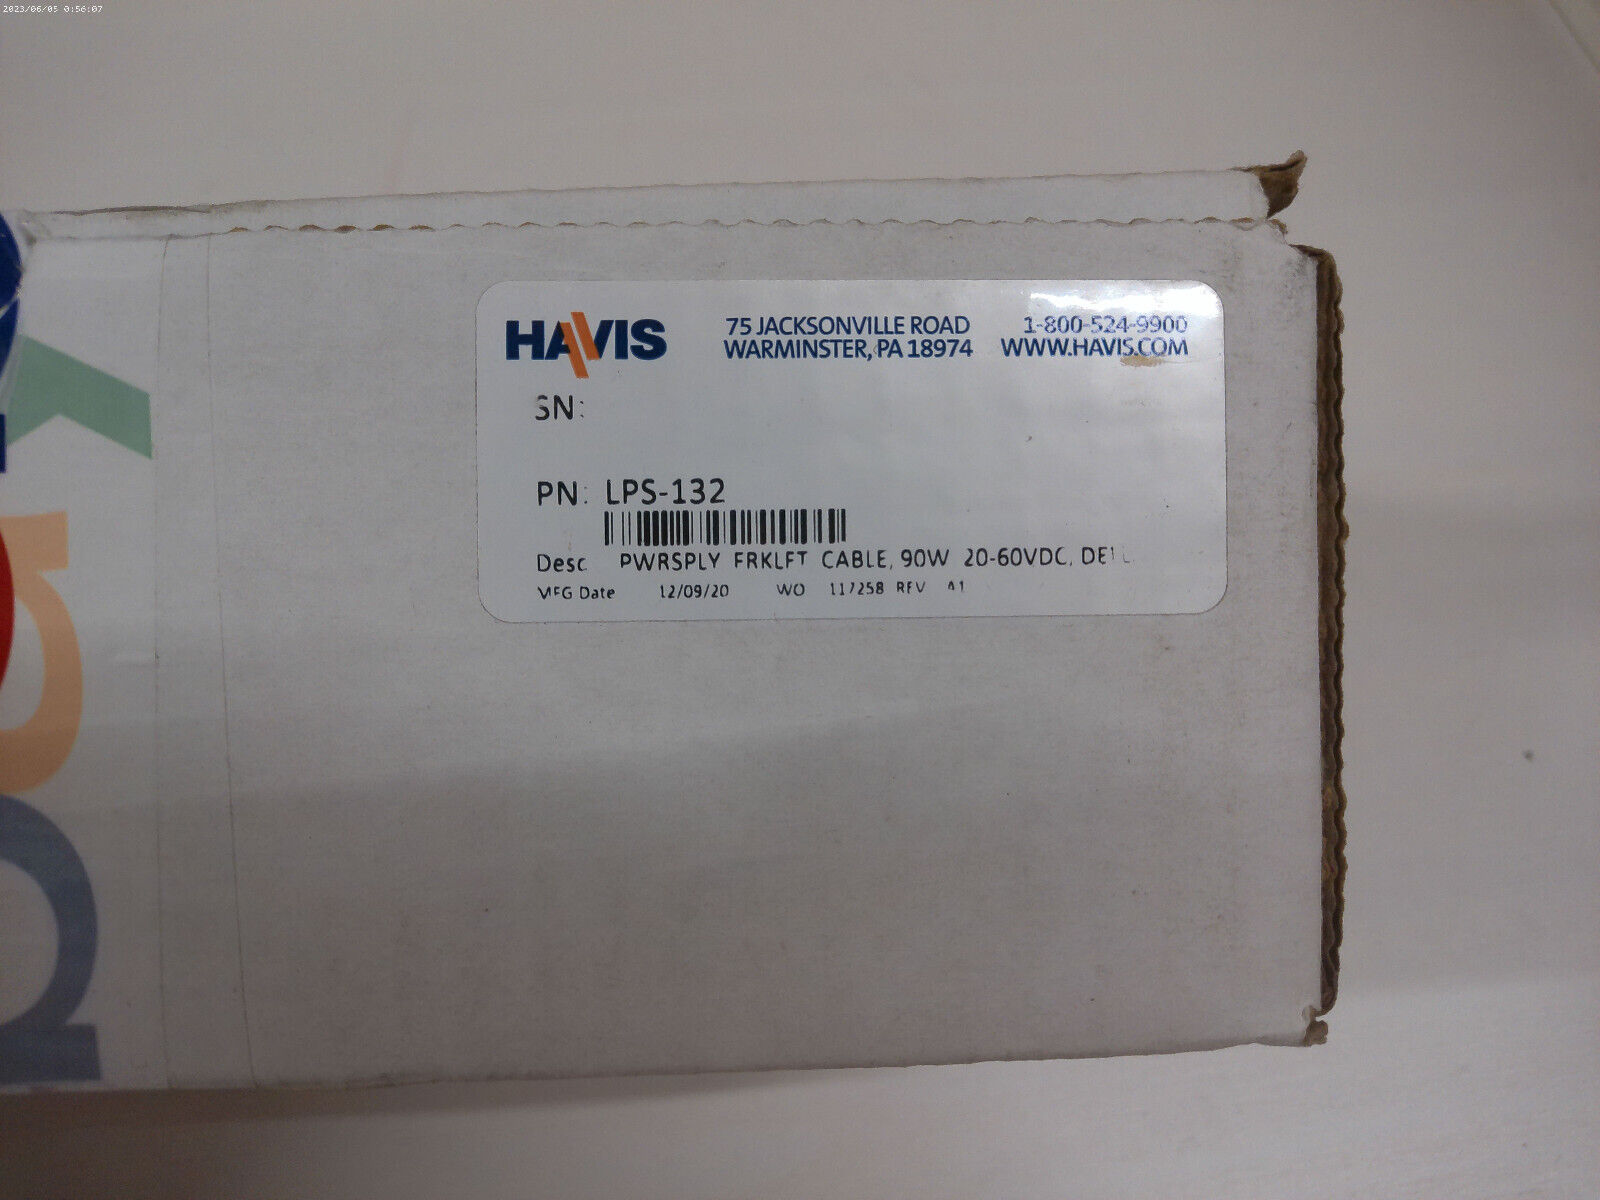 2023/06/05 0:56:07
HAVIS
75 JACKSONVILLE ROAD 1-800-524-9900
WARMINSTER, PA 18974 WWW.HAVIS.COM
SN:
PN: LPS-132
Desc PWRSPLY FRKLFT CABLE, 90W 20-60VDC, DELL
MFG Date 12/09/20 WO 117258 REV A1
ebay